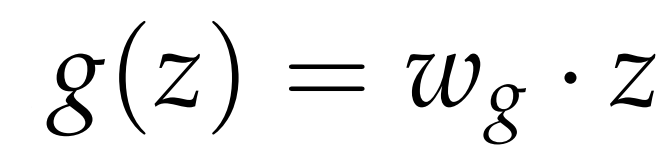 g(z) = w_g · z